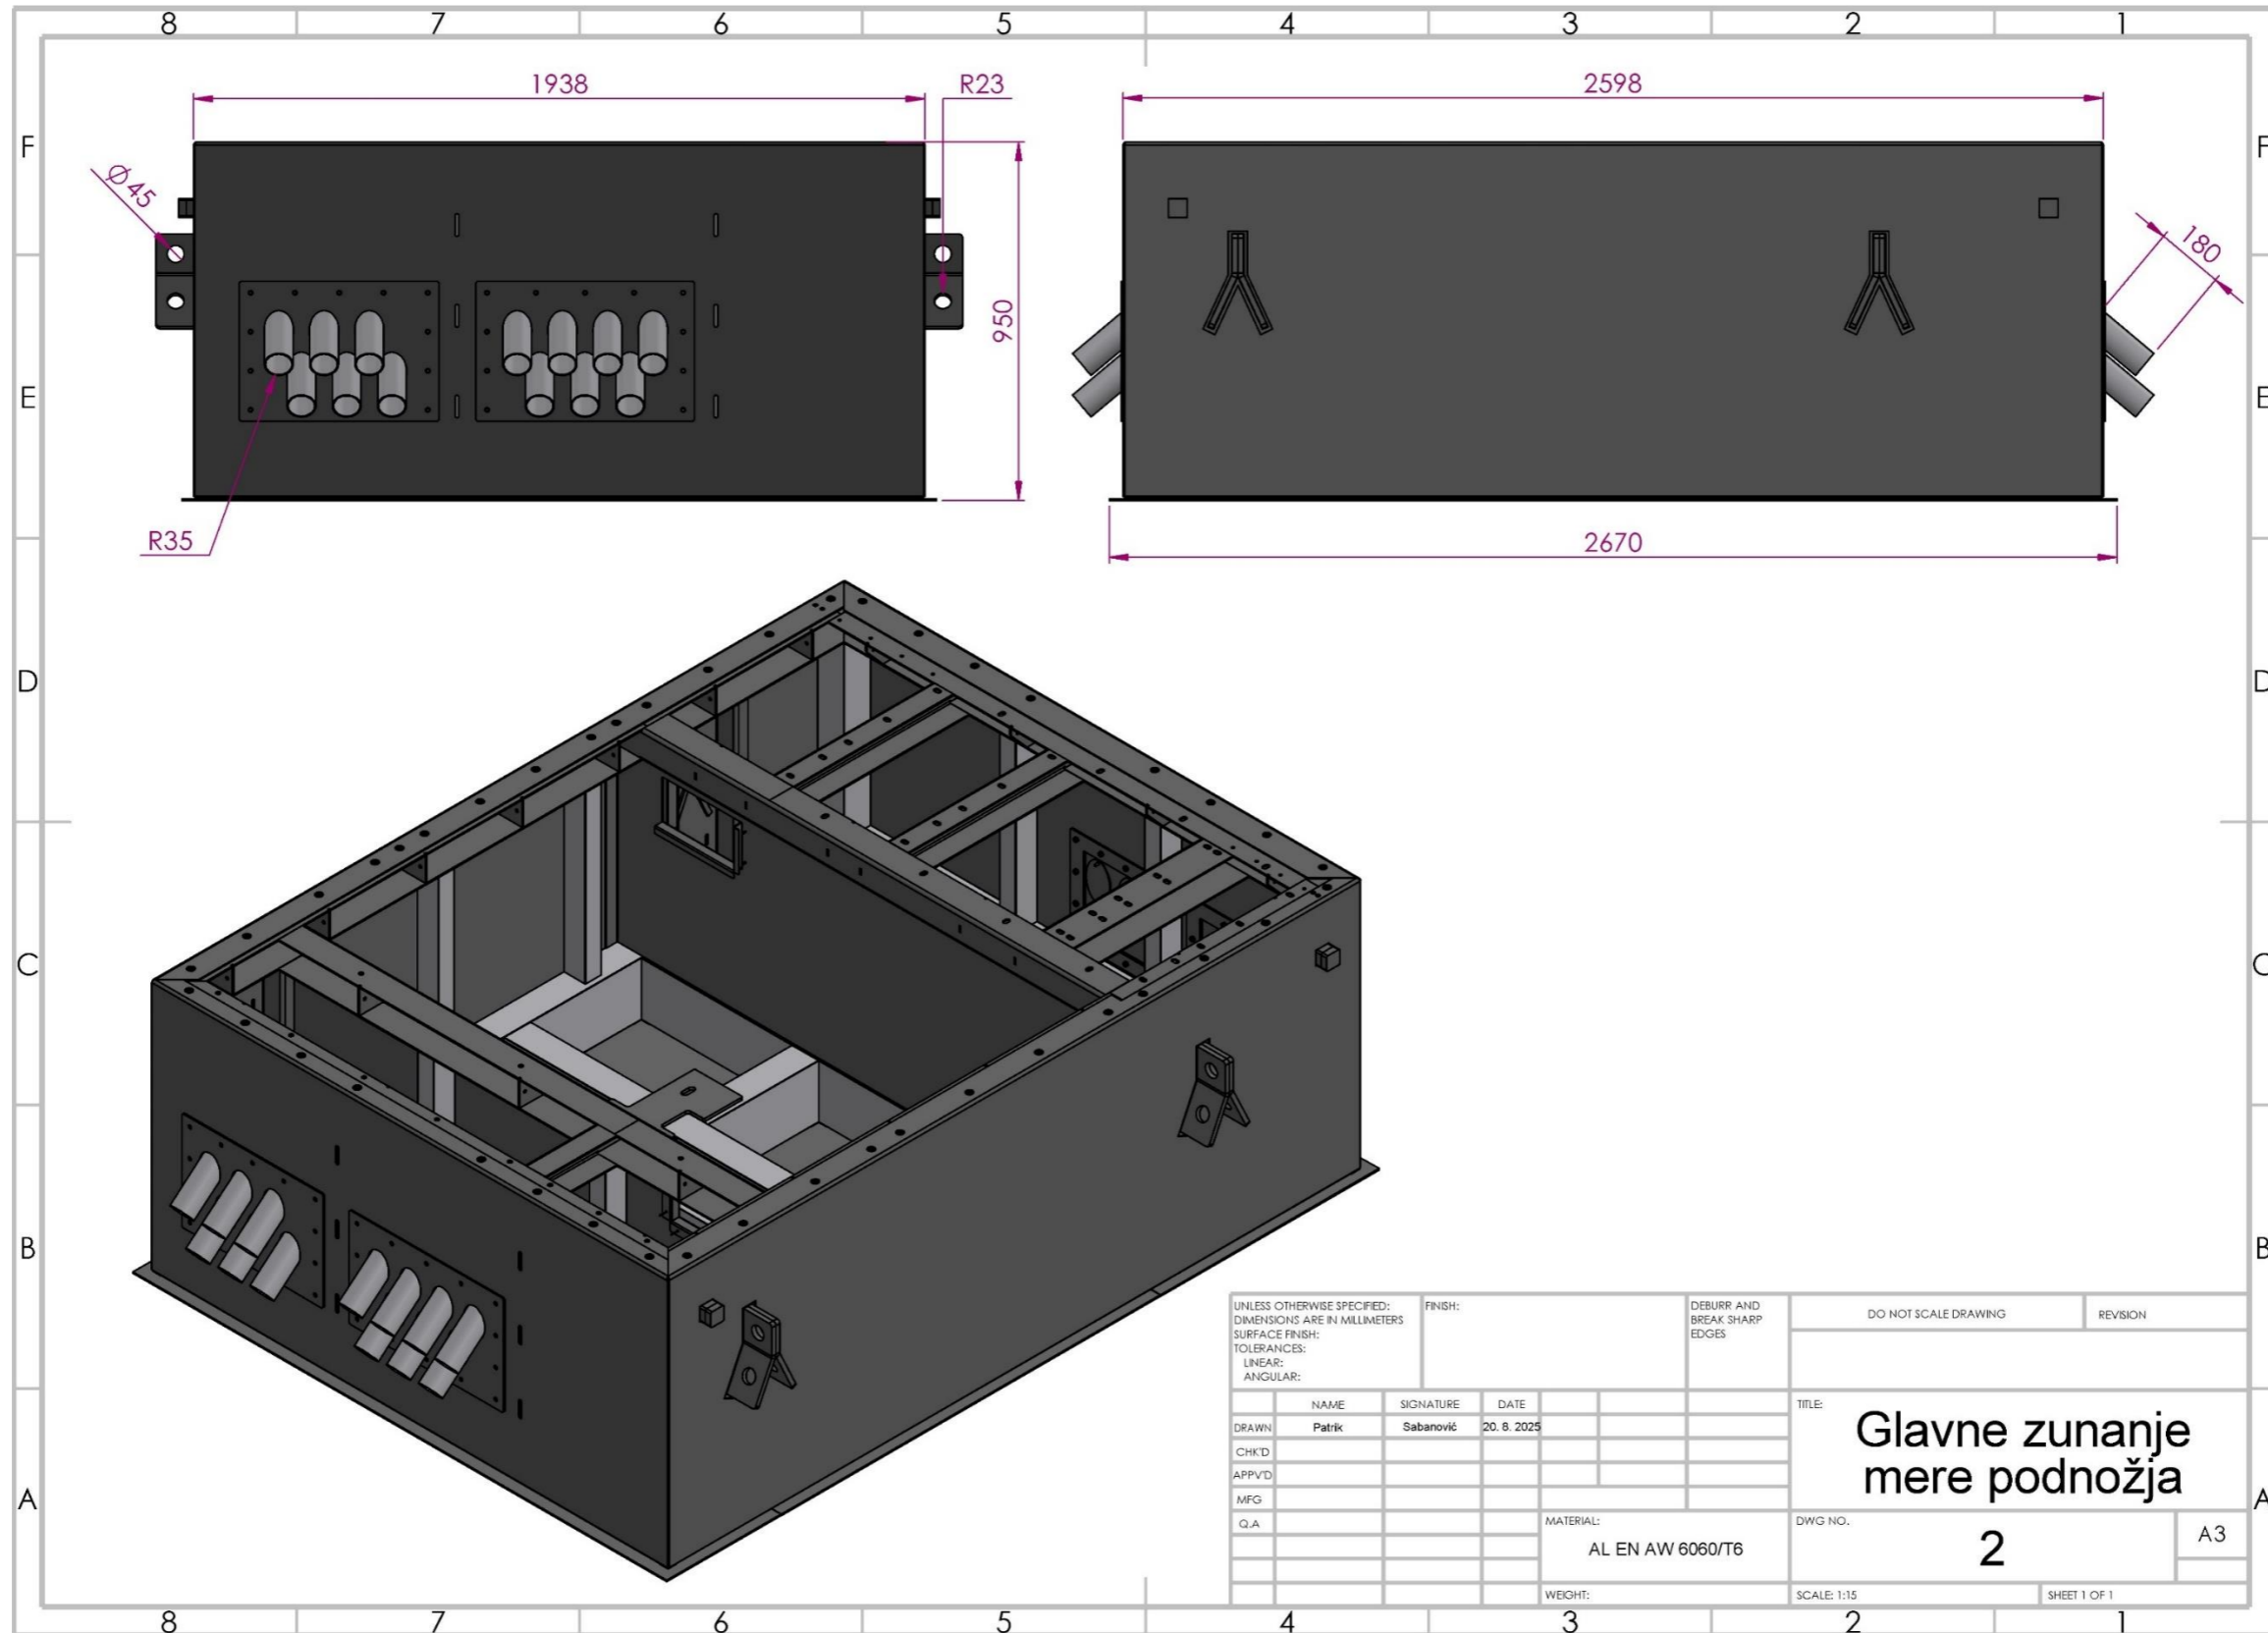 8 7 6 5 4 3 2 1
F F
E E
D D
C C
B B
A A
1938
R23
2598
Ø45
180
950
R35
2670
UNLESS OTHERWISE SPECIFIED:
DIMENSIONS ARE IN MILLIMETERS
SURFACE FINISH:
TOLERANCES:
LINEAR:
ANGULAR:
FINISH:
DEBURR AND
BREAK SHARP
EDGES
DO NOT SCALE DRAWING
REVISION
NAME SIGNATURE DATE
DRAWN Patrik Sabanovič 20. 8. 2025
CHK'D
APPV'D
MFG
Q.A
TITLE:
Glavne zunanje
mere podnožja
MATERIAL:
AL EN AW 6060/T6
DWG NO.
2
A3
WEIGHT:
SCALE: 1:15
SHEET 1 OF 1
8 7 6 5 4 3 2 1